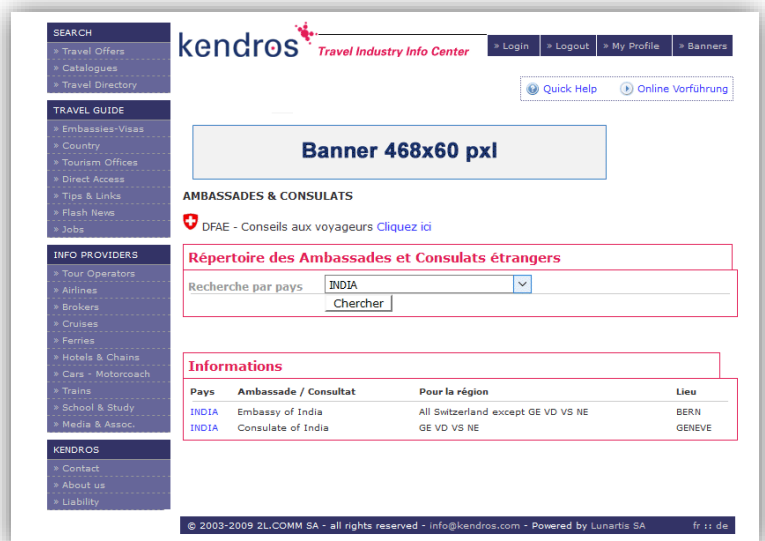 SEARCH
» Travel Offers
» Catalogues
» Travel Directory
TRAVEL GUIDE
» Embassies-Visas
» Country
» Tourism Offices
» Direct Access
» Tips & Links
» Flash News
» Jobs
INFO PROVIDERS
» Tour Operators
» Airlines
» Brokers
» Cruises
» Ferries
» Hotels & Chains
» Cars - Motorcoach
» Trains
» School & Study
» Media & Assoc.
KENDROS
» Contact
» About us
» Liability
kendros Travel Industry Info Center
» Login » Logout » My Profile » Banners
Quick Help Online Vorführung
Banner 468x60 pxl
AMBASSADES & CONSULATS
DFAE - Conseils aux voyageurs Cliquez ici
Répertoire des Ambassades et Consulats étrangers
Recherche par pays INDIA
Chercher
Informations
Pays Ambassade / Consultat Pour la région Lieu
INDIA Embassy of India All Switzerland except GE VD VS NE BERN
INDIA Consulate of India GE VD VS NE GENEVE
© 2003-2009 2L.COMM SA - all rights reserved - info@kendros.com - Powered by Lunartis SA fr :: de